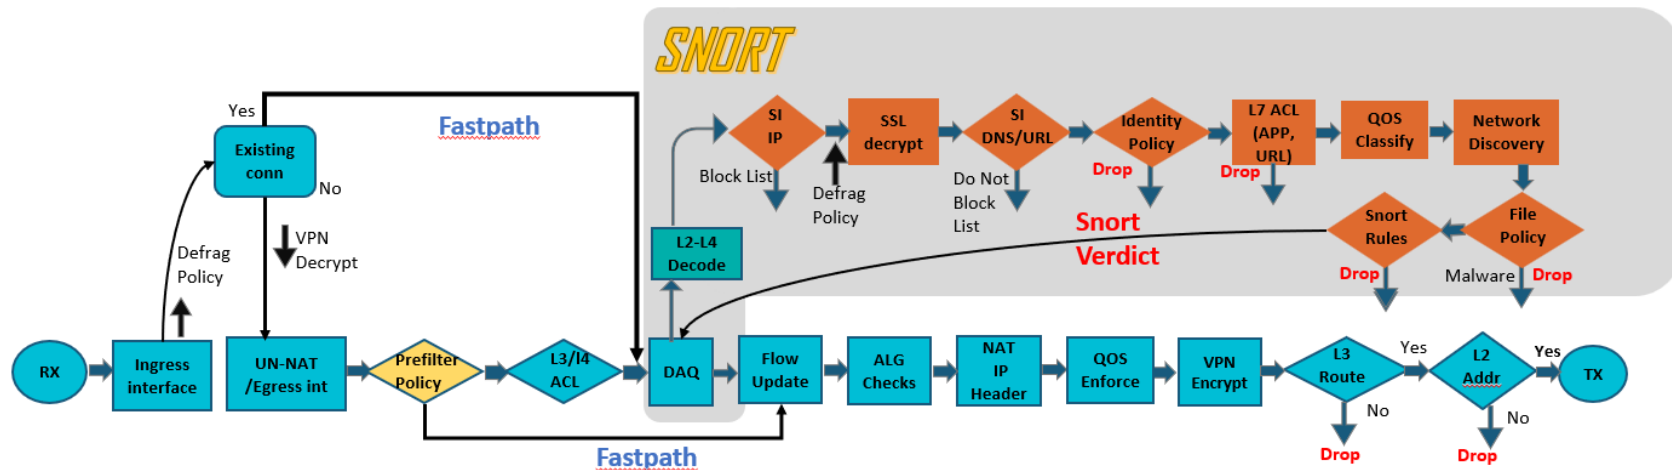 SNORT
Yes
Fastpath
Existing
conn
No
VPN
Decrypt
Defrag
Policy
SI
IP
Block List
SSL
decrypt
Defrag
Policy
SI
DNS/URL
Do Not
Block
List
Identity
Policy
Drop
L7 ACL
(APP,
URL)
Drop
QOS
Classify
Network
Discovery
L2-L4
Decode
Snort
Verdict
Snort
Rules
Drop
File
Policy
Malware
Drop
RX
Ingress
interface
UN-NAT
/Egress int
Prefilter
Policy
L3/l4
ACL
DAQ
Flow
Update
ALG
Checks
NAT
IP
Header
QOS
Enforce
VPN
Encrypt
L3
Route
Yes
No
Drop
L2
Addr
Yes
No
Drop
TX
Fastpath